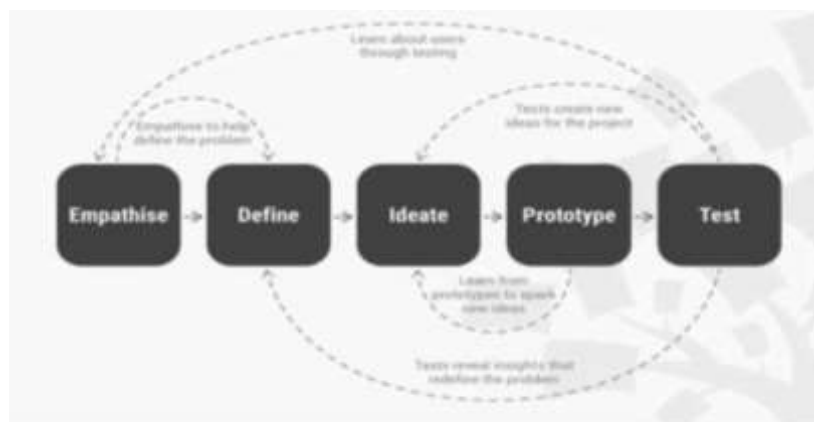 Learn about users
through testing
Tests create new
ideas for the project
Empathise to help
define the problem
Empathise
Define
Ideate
Prototype
Test
Learn from
prototypes to spark
new ideas
Tests reveal insights that
redefine the problem